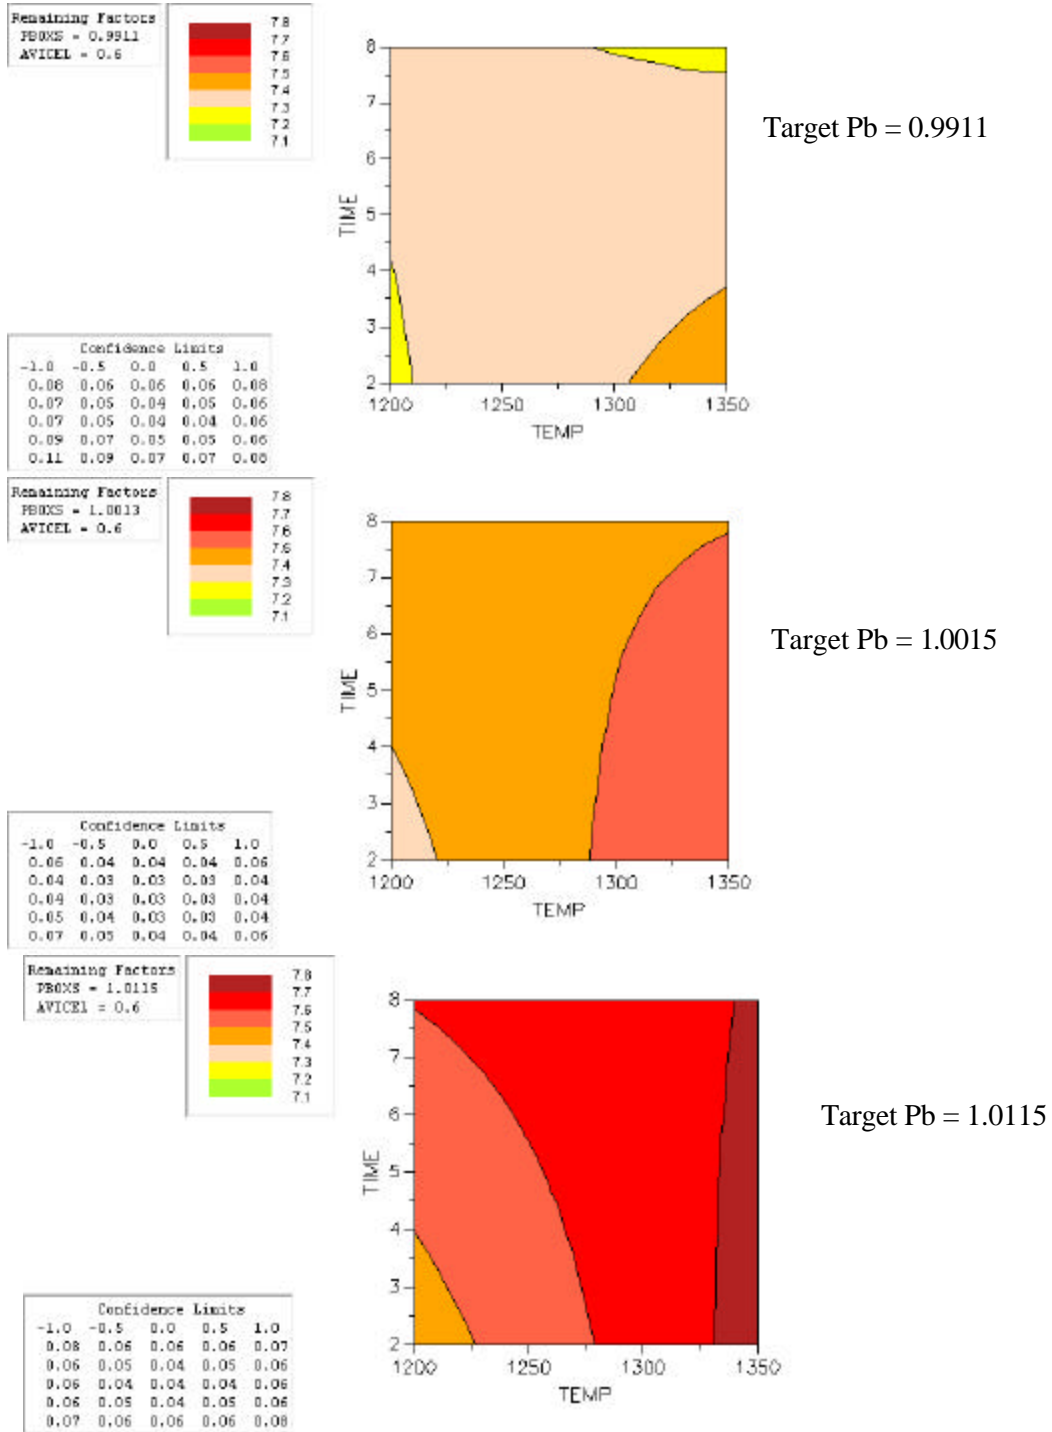 Remaining Factors
PBOXS = 0.9911
AVICEL = 0.6
7.8
7.7
7.6
7.5
7.4
7.3
7.2
7.1
8
7
6
5
4
3
2
TIME
1200 1250 1300 1350
TEMP
Target Pb = 0.9911
Confidence Limits
-1.0 -0.5 0.0 0.5 1.0
0.08 0.06 0.06 0.06 0.08
0.07 0.05 0.04 0.05 0.06
0.07 0.05 0.04 0.04 0.06
0.09 0.07 0.05 0.05 0.06
0.11 0.09 0.07 0.07 0.08
Remaining Factors
PBOXS = 1.0013
AVICEL = 0.6
7.8
7.7
7.6
7.5
7.4
7.3
7.2
7.1
8
7
6
5
4
3
2
TIME
1200 1250 1300 1350
TEMP
Target Pb = 1.0015
Confidence Limits
-1.0 -0.5 0.0 0.5 1.0
0.06 0.04 0.04 0.04 0.06
0.04 0.03 0.03 0.03 0.04
0.04 0.03 0.03 0.03 0.04
0.05 0.04 0.03 0.03 0.04
0.07 0.05 0.04 0.04 0.06
Remaining Factors
PBOXS = 1.0115
AVICEL = 0.6
7.8
7.7
7.6
7.5
7.4
7.3
7.2
7.1
8
7
6
5
4
3
2
TIME
1200 1250 1300 1350
TEMP
Target Pb = 1.0115
Confidence Limits
-1.0 -0.5 0.0 0.5 1.0
0.08 0.06 0.06 0.06 0.07
0.06 0.05 0.04 0.05 0.06
0.06 0.04 0.04 0.04 0.06
0.06 0.05 0.04 0.05 0.06
0.07 0.06 0.06 0.06 0.08